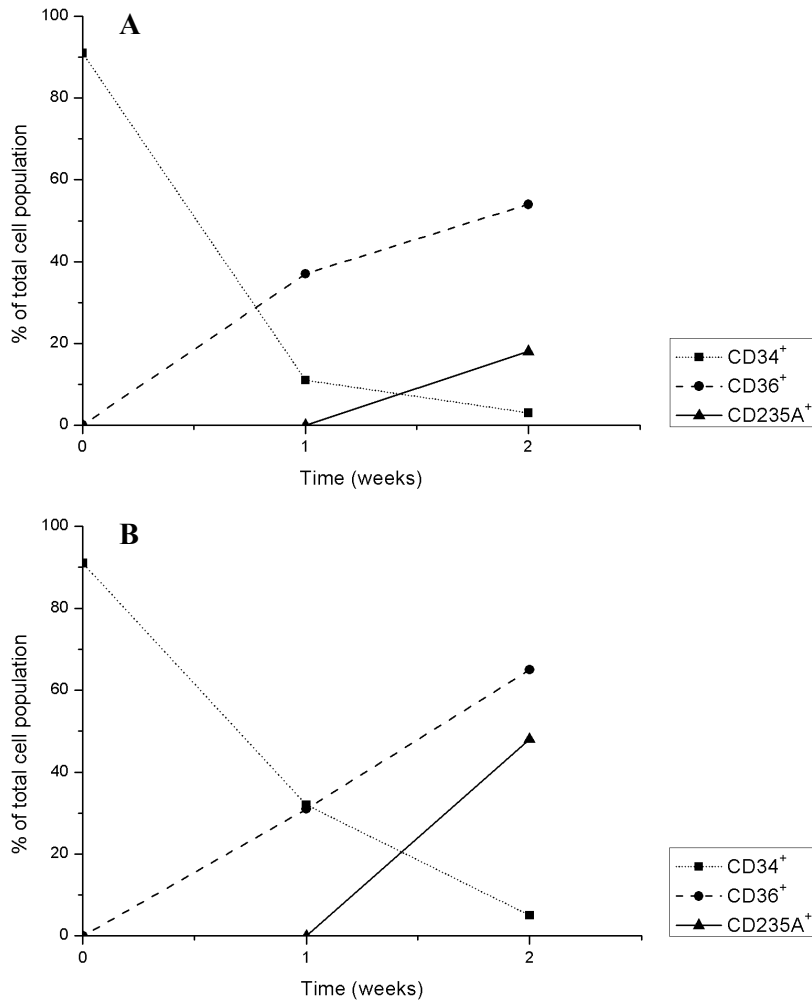 A
% of total cell population
100
80
60
40
20
0
0 1 2
Time (weeks)
CD34+
CD36+
CD235A+
B
% of total cell population
100
80
60
40
20
0
0 1 2
Time (weeks)
CD34+
CD36+
CD235A+